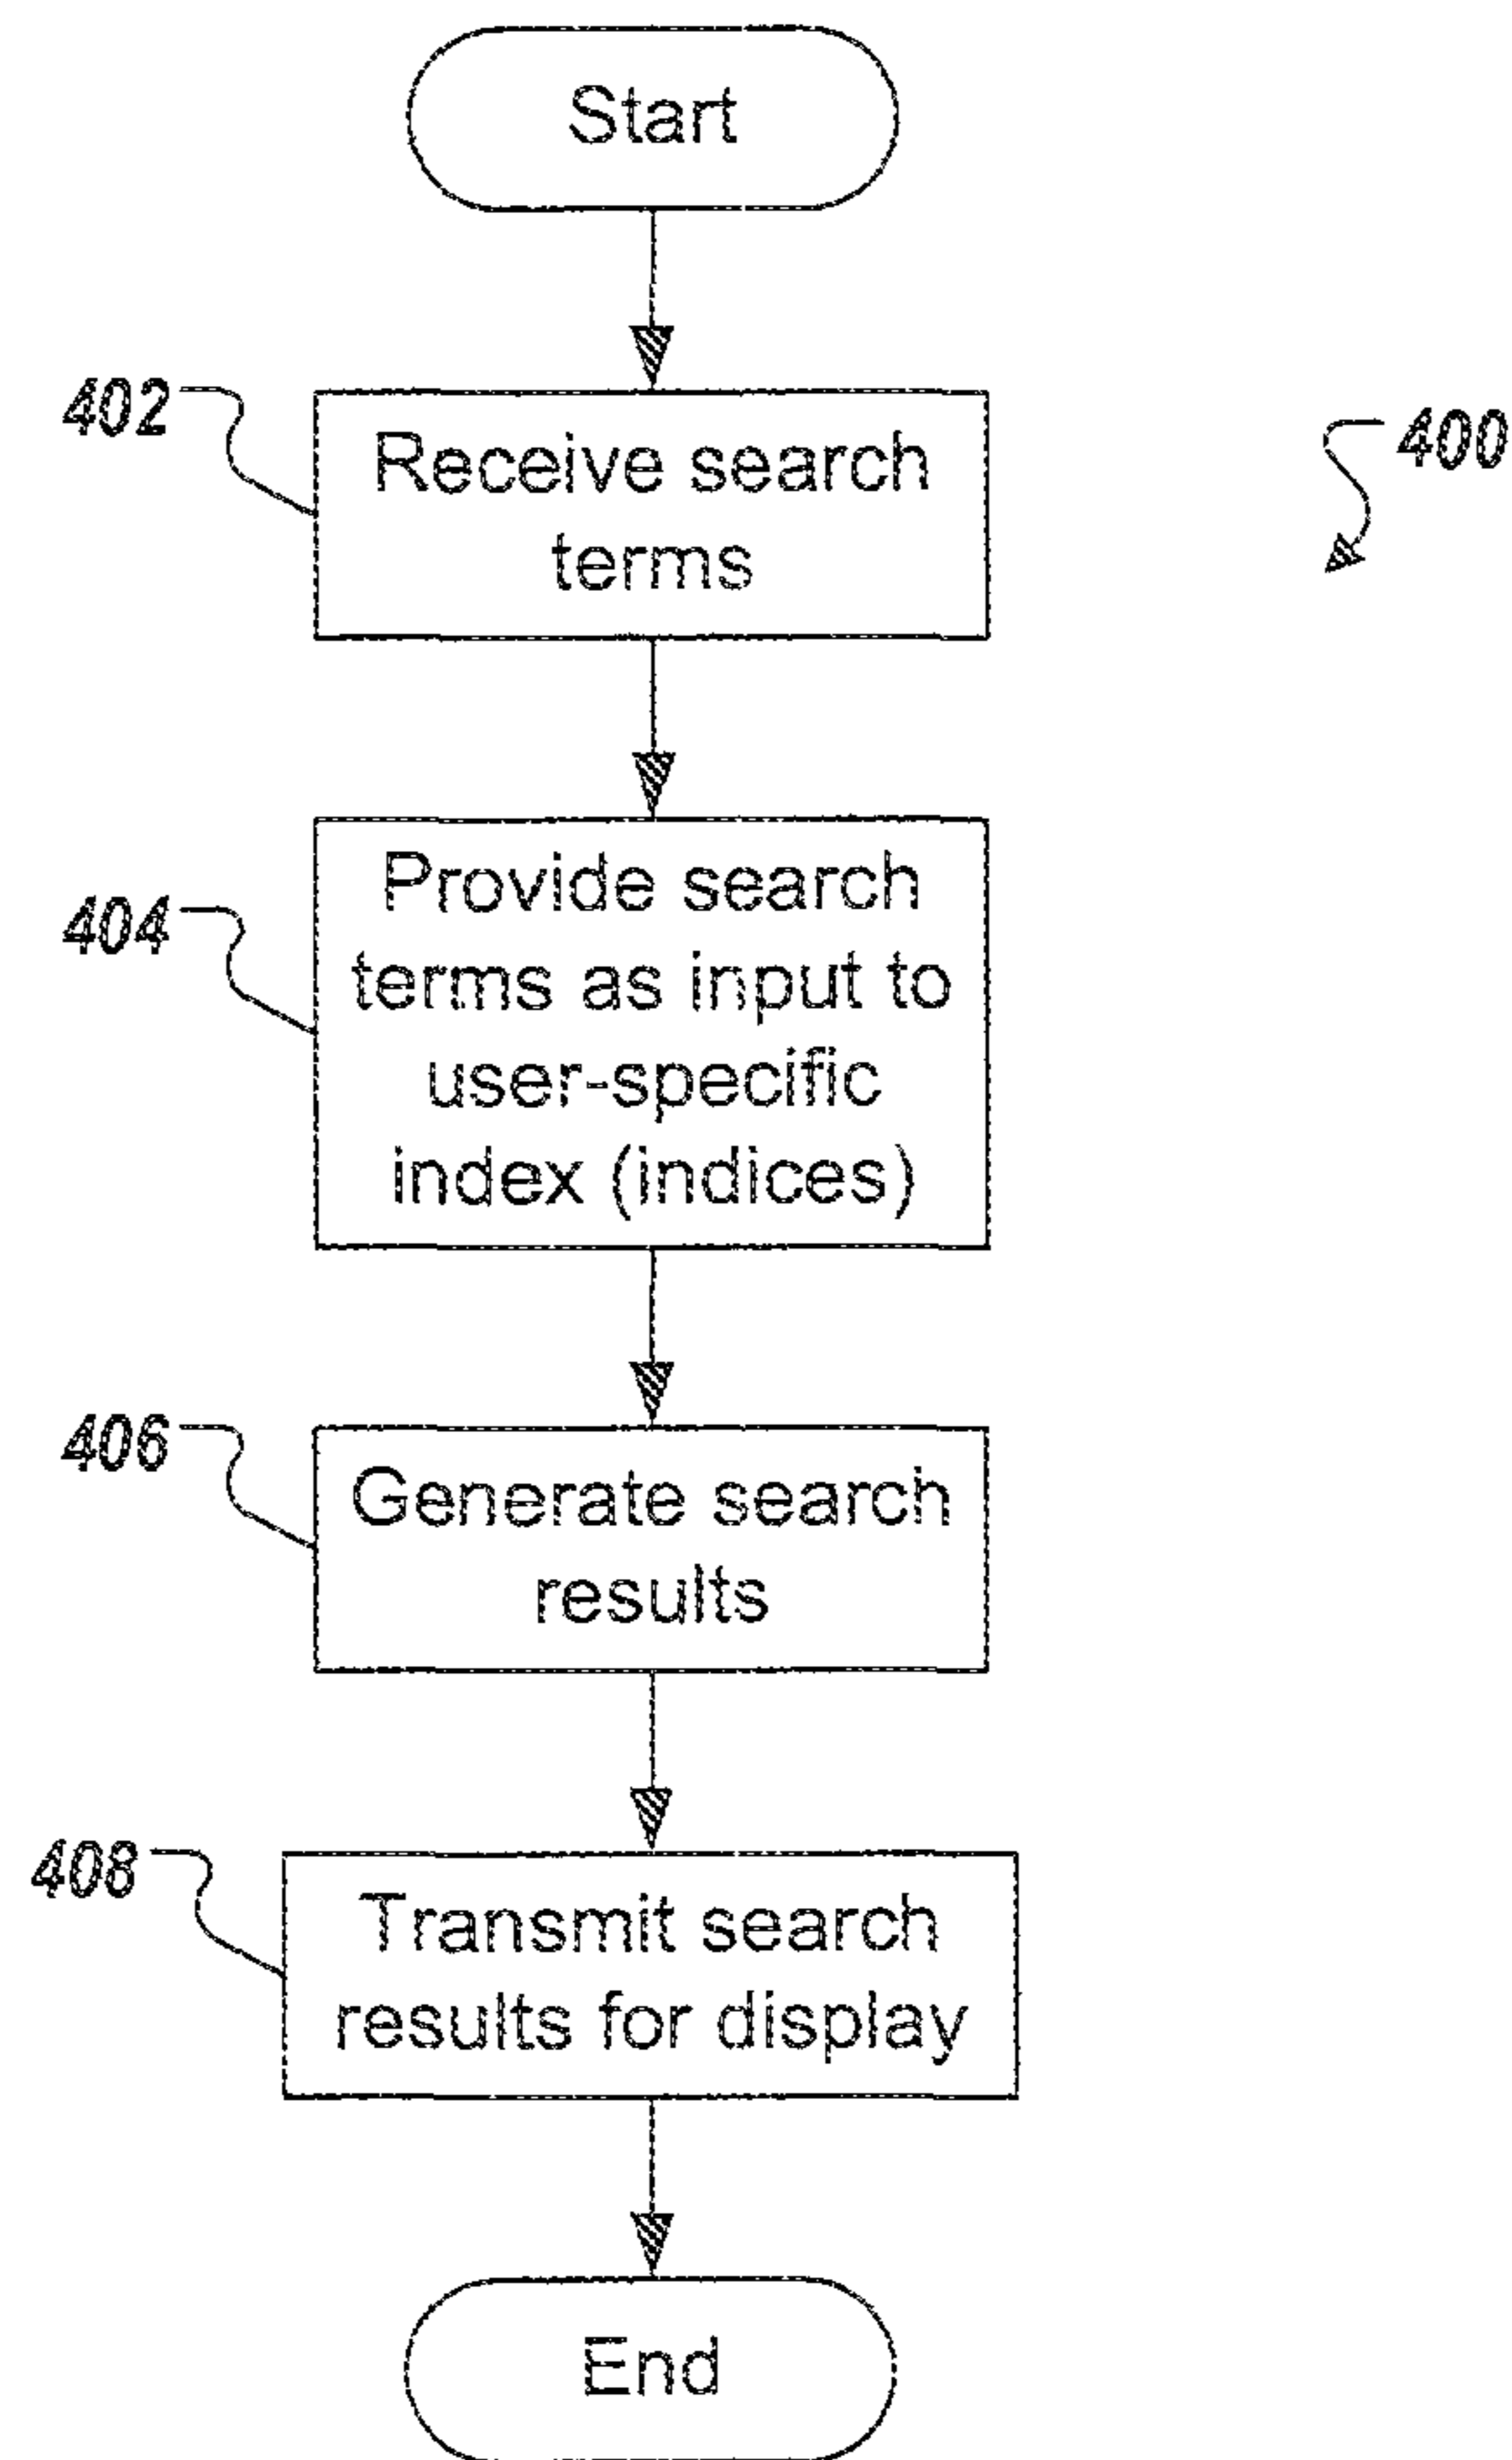 Start
402
Receive search
terms
400
404
Provide search
terms as input to
user-specific
index (indices)
406
Generate search
results
408
Transmit search
results for display
End